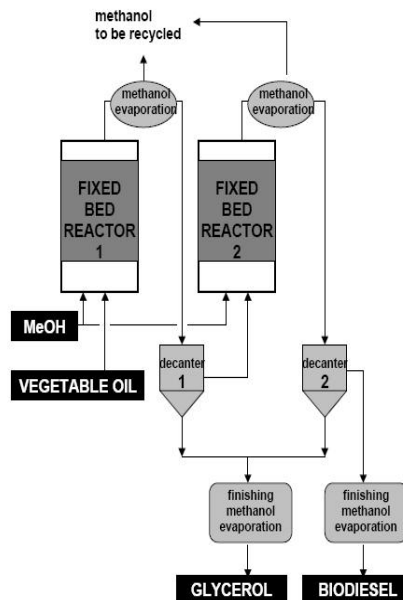 methanol
to be recycled
methanol
evaporation
methanol
evaporation
FIXED
BED
REACTOR
1
FIXED
BED
REACTOR
2
MeOH
VEGETABLE OIL
decanter
1
decanter
2
finishing
methanol
evaporation
finishing
methanol
evaporation
GLYCEROL
BIODIESEL